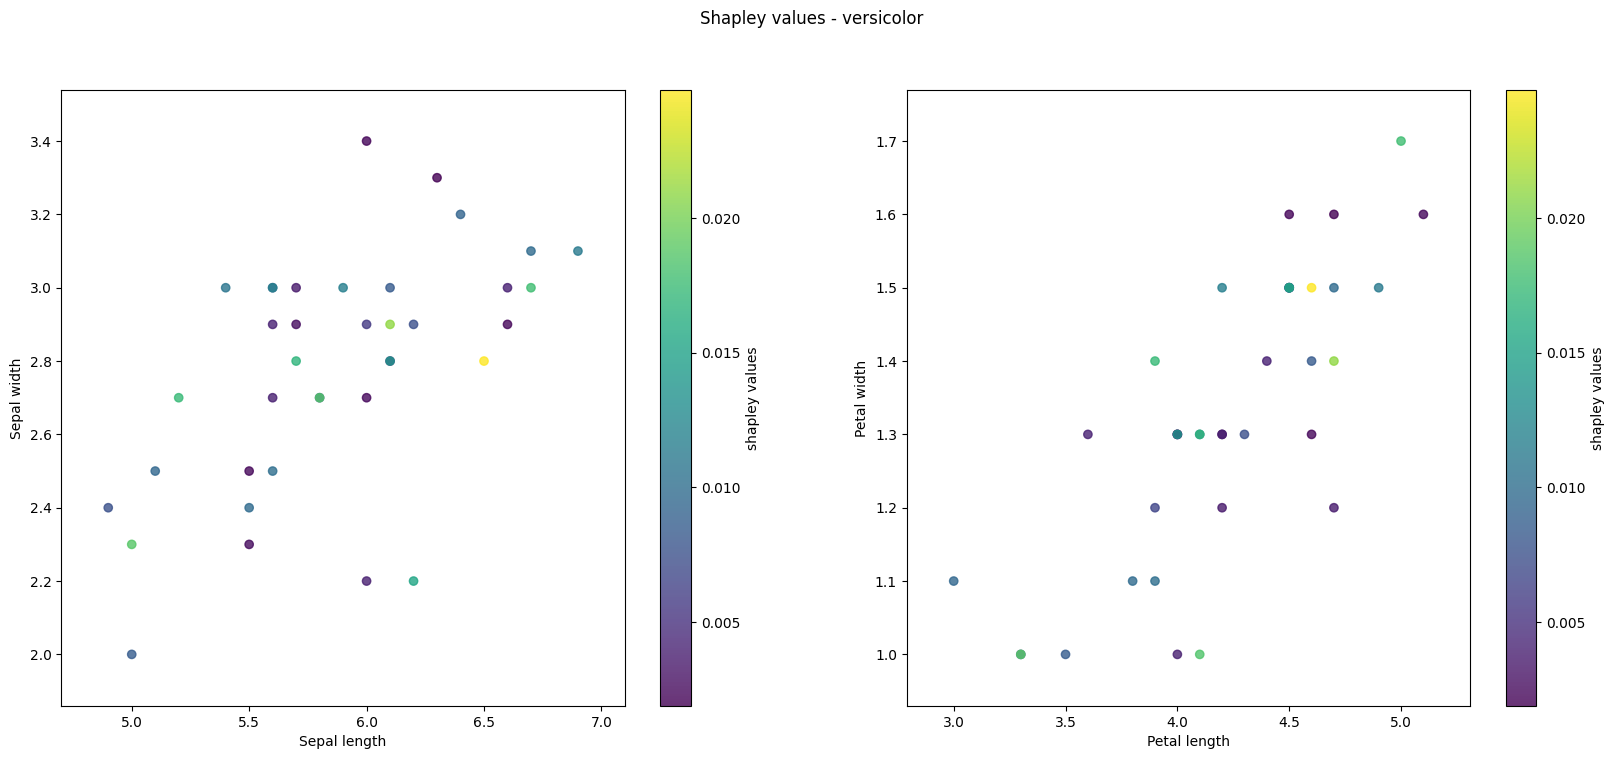 Shapley values - versicolor
Sepal width
3.4
3.2
3.0
2.8
2.6
2.4
2.2
2.0
5.0 5.5 6.0 6.5 7.0
Sepal length
0.020
0.015
0.010
0.005
shapley values
Petal width
1.7
1.6
1.5
1.4
1.3
1.2
1.1
1.0
3.0 3.5 4.0 4.5 5.0
Petal length
0.020
0.015
0.010
0.005
shapley values